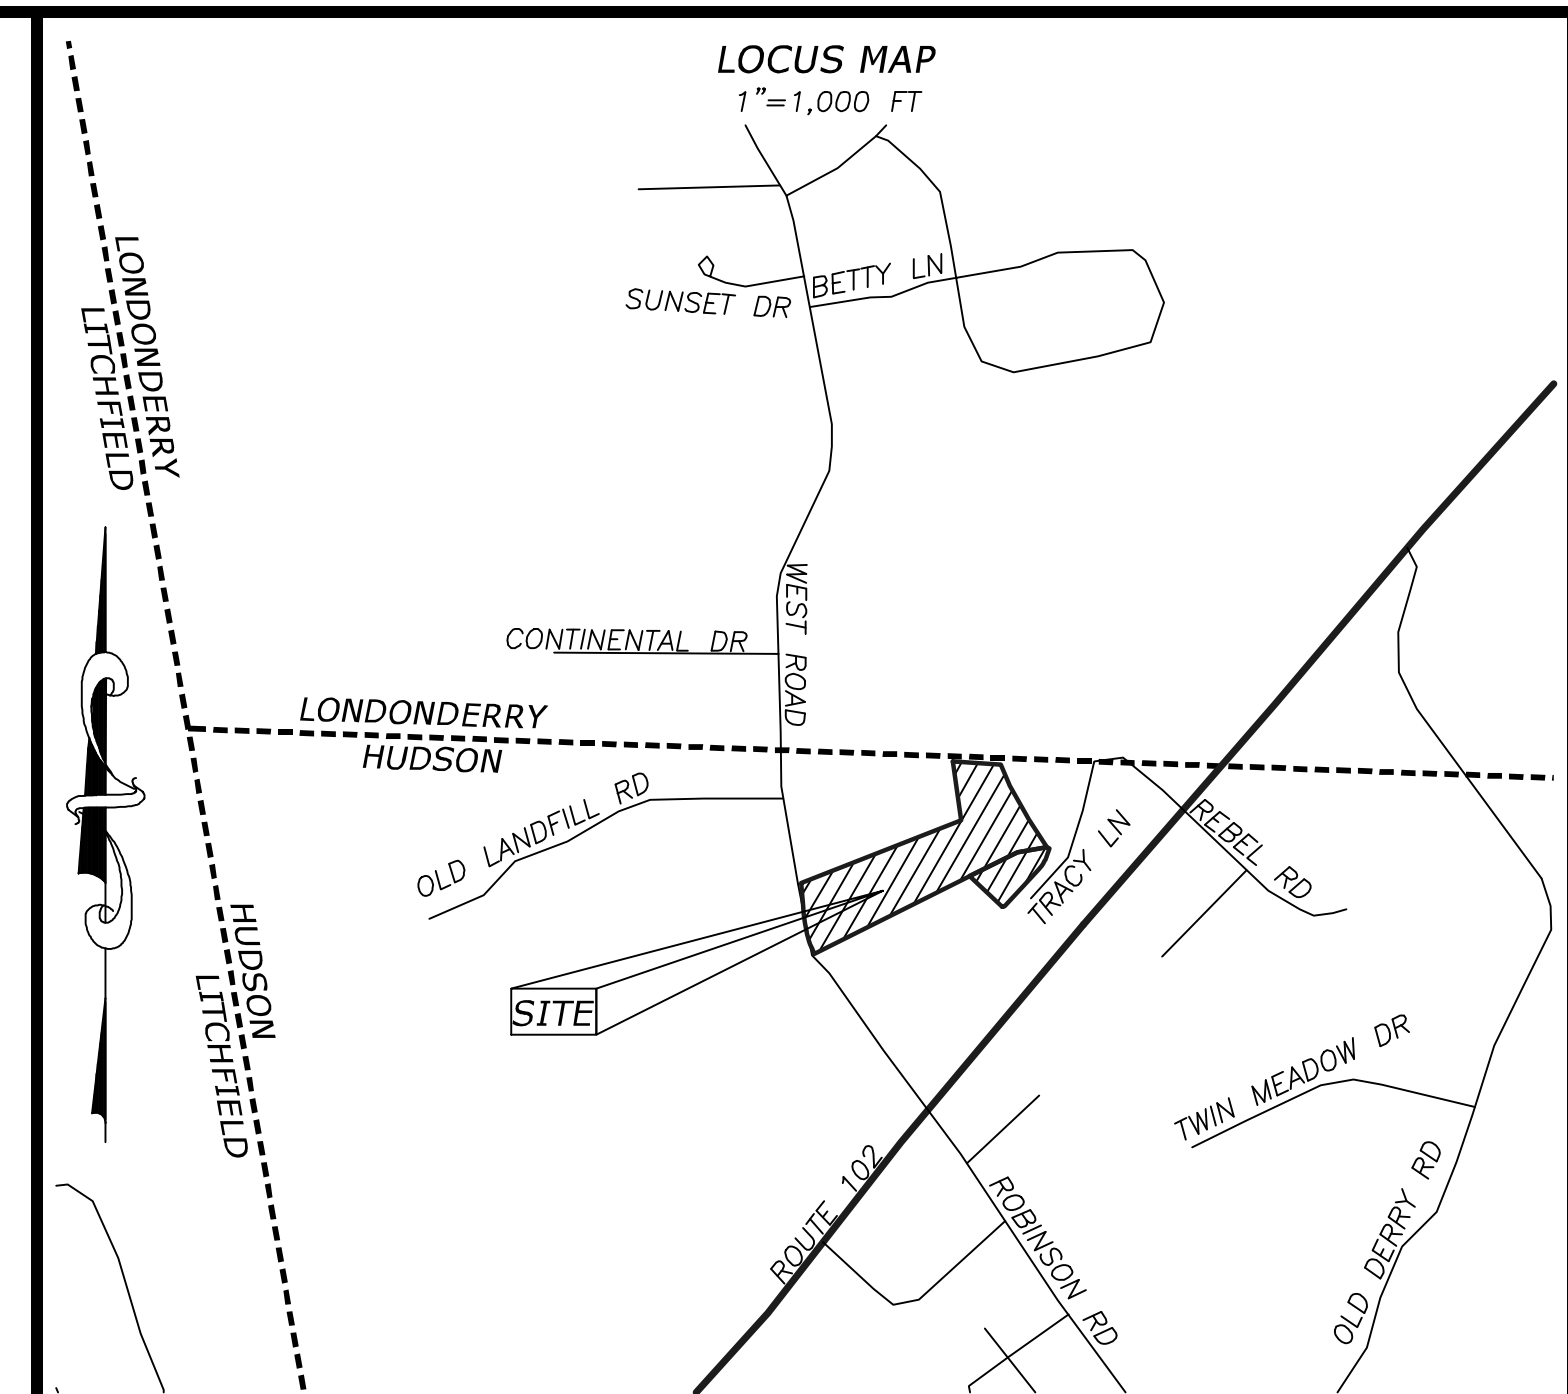 LOCUS MAP
1"=1,000 FT
LONDONDERRY
LITCHFIELD
SUNSET DR
BETTY LN
WEST ROAD
CONTINENTAL DR
LONDONDERRY
HUDSON
OLD LANDFILL RD
TRACY LN
REBEL RD
HUDSON
LITCHFIELD
SITE
TWIN MEADOW DR
ROUTE 102
ROBINSON RD
OLD DERRY RD